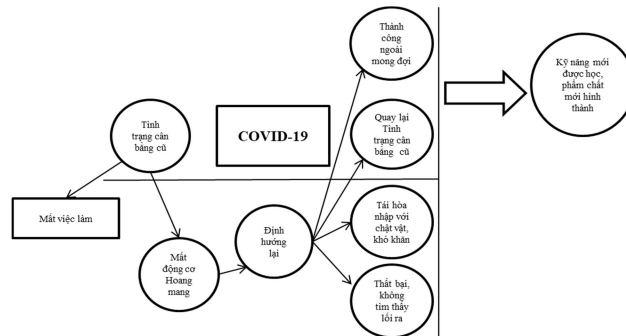 Thành
công
ngoài
mong đợi
Kỹ năng mới
được học,
phẩm chất
mới hình
thành
Tình
trạng cân
bằng cũ
COVID-19
Quay lại
Tình
trạng cân
bằng cũ
Mất việc làm
Mất
động cơ
Hoang
mang
Định
hướng
lại
Tái hòa
nhập với
chật vật,
khó khăn
Thất bại,
không
tìm thấy
lối ra